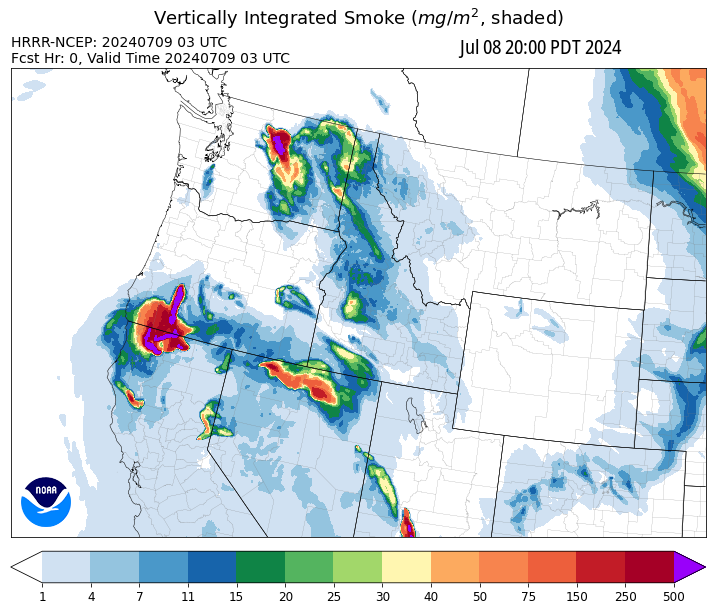 Vertically Integrated Smoke (mg/m², shaded)
HRRR-NCEP: 20240709 03 UTC
Jul 08 20:00 PDT 2024
Fcst Hr: 0, Valid Time 20240709 03 UTC
NOAA
1 4 7 11 15 20 25 30 40 50 75 150 250 500